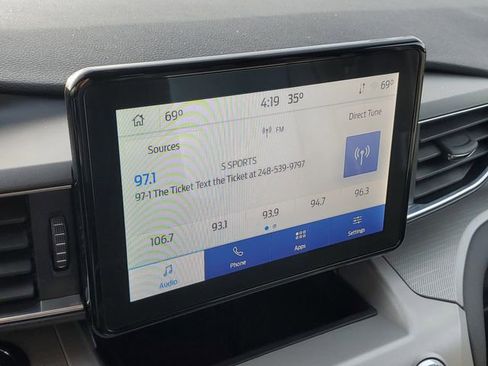 69° 4:19 35° 69°
FM
Sources Direct Tune
S SPORTS
97.1
97-1 The Ticket Text the Ticket at 248-539-9797
106.7 93.1 93.9 94.7 96.3
Audio Phone Apps Settings